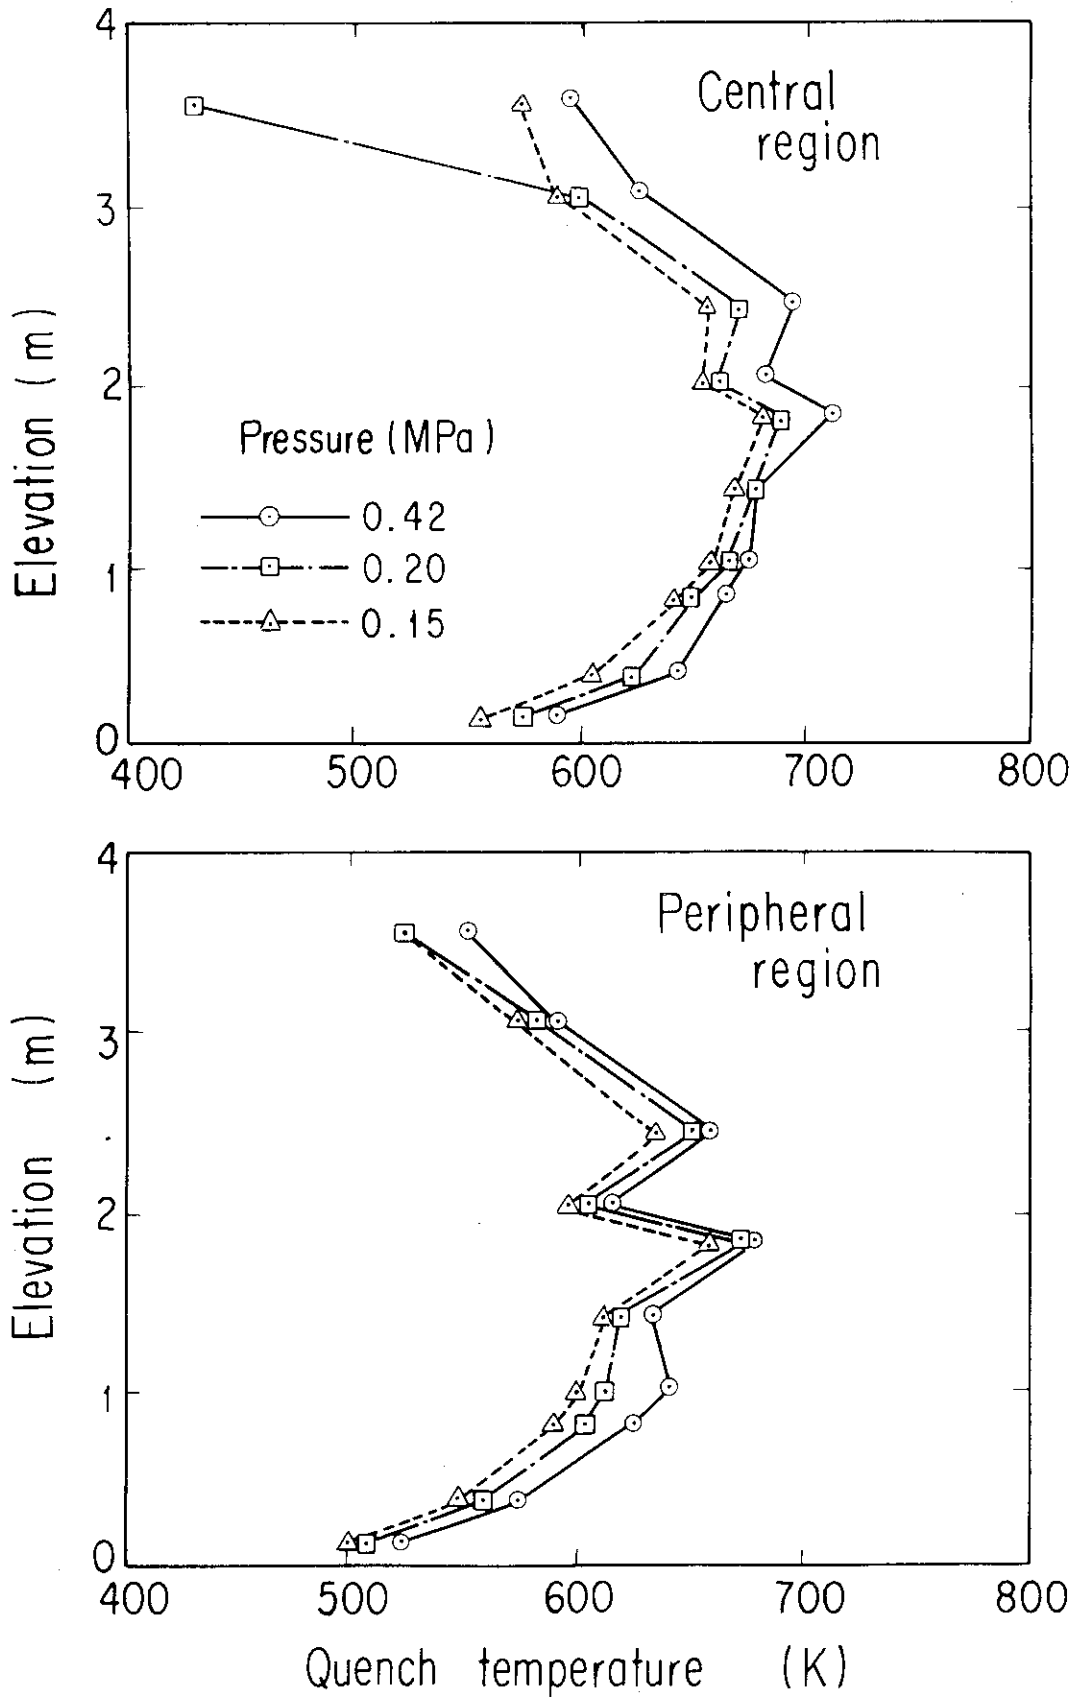 4
3
2
1
0
Elevation (m)
Central
region
Pressure (MPa)
0.42
0.20
0.15
400 500 600 700 800
4
3
2
1
0
Elevation (m)
Peripheral
region
400 500 600 700 800
Quench temperature (K)